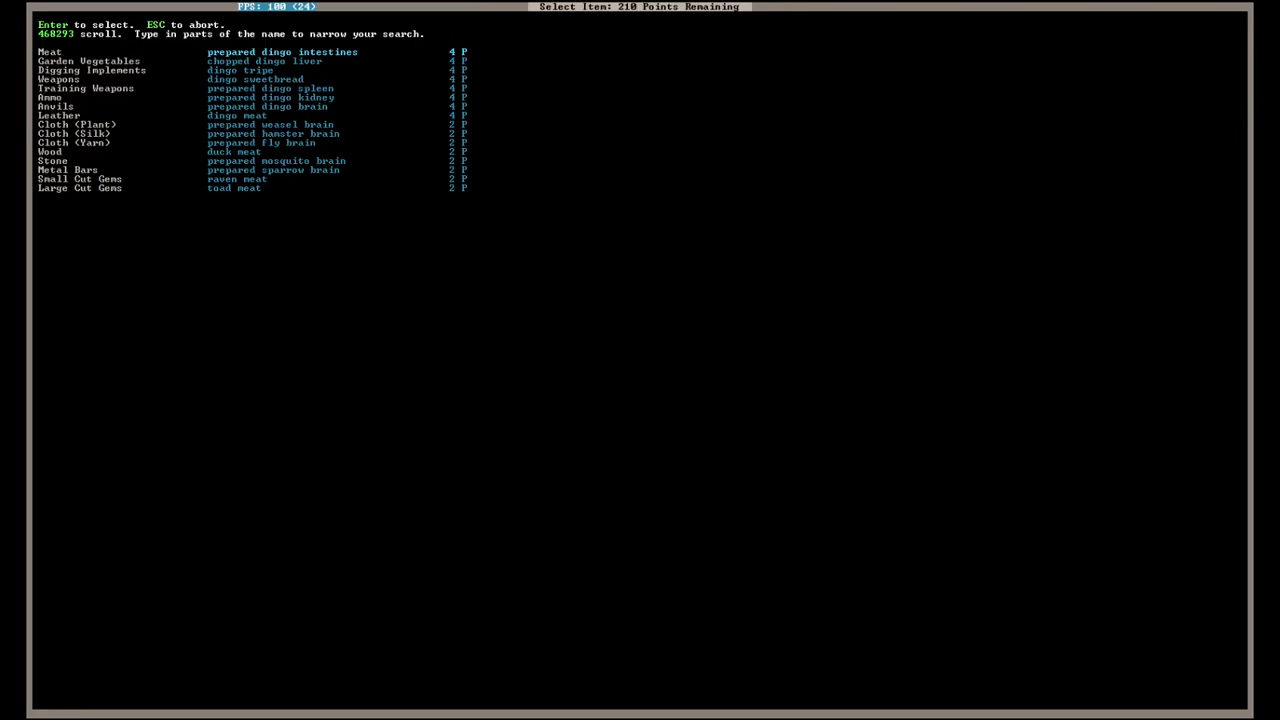 FPS: 100 (24) Select Item: 210 Points Remaining
Enter to select. ESC to abort.
468293 scroll. Type in parts of the name to narrow your search.
Meat prepared dingo intestines 4 P
Garden Vegetables chopped dingo liver 4 P
Digging Implements dingo tripe 4 P
Weapons dingo sweetbread 4 P
Training Weapons prepared dingo spleen 4 P
Ammo prepared dingo kidney 4 P
Anvils prepared dingo brain 4 P
Leather dingo meat 4 P
Cloth (Plant) prepared weasel brain 2 P
Cloth (Silk) prepared hamster brain 2 P
Cloth (Yarn) prepared fly brain 2 P
Wood duck meat 2 P
Stone prepared mosquito brain 2 P
Metal Bars prepared sparrow brain 2 P
Small Cut Gems raven meat 2 P
Large Cut Gems toad meat 2 P